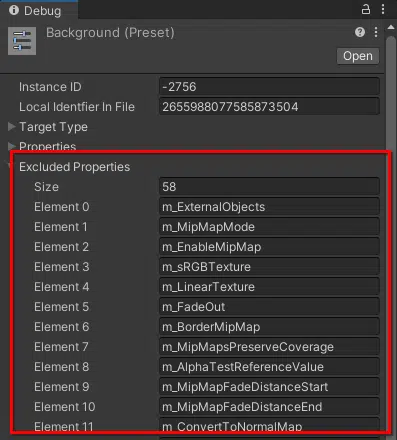 Debug
Background (Preset)
Open
Instance ID -2756
Local Identfier In File 2655988077585873504
Target Type
Properties
Excluded Properties
Size 58
Element 0 m_ExternalObjects
Element 1 m_MipMapMode
Element 2 m_EnableMipMap
Element 3 m_sRGBTexture
Element 4 m_LinearTexture
Element 5 m_FadeOut
Element 6 m_BorderMipMap
Element 7 m_MipMapsPreserveCoverage
Element 8 m_AlphaTestReferenceValue
Element 9 m_MipMapFadeDistanceStart
Element 10 m_MipMapFadeDistanceEnd
Element 11 m_ConvertToNormalMap